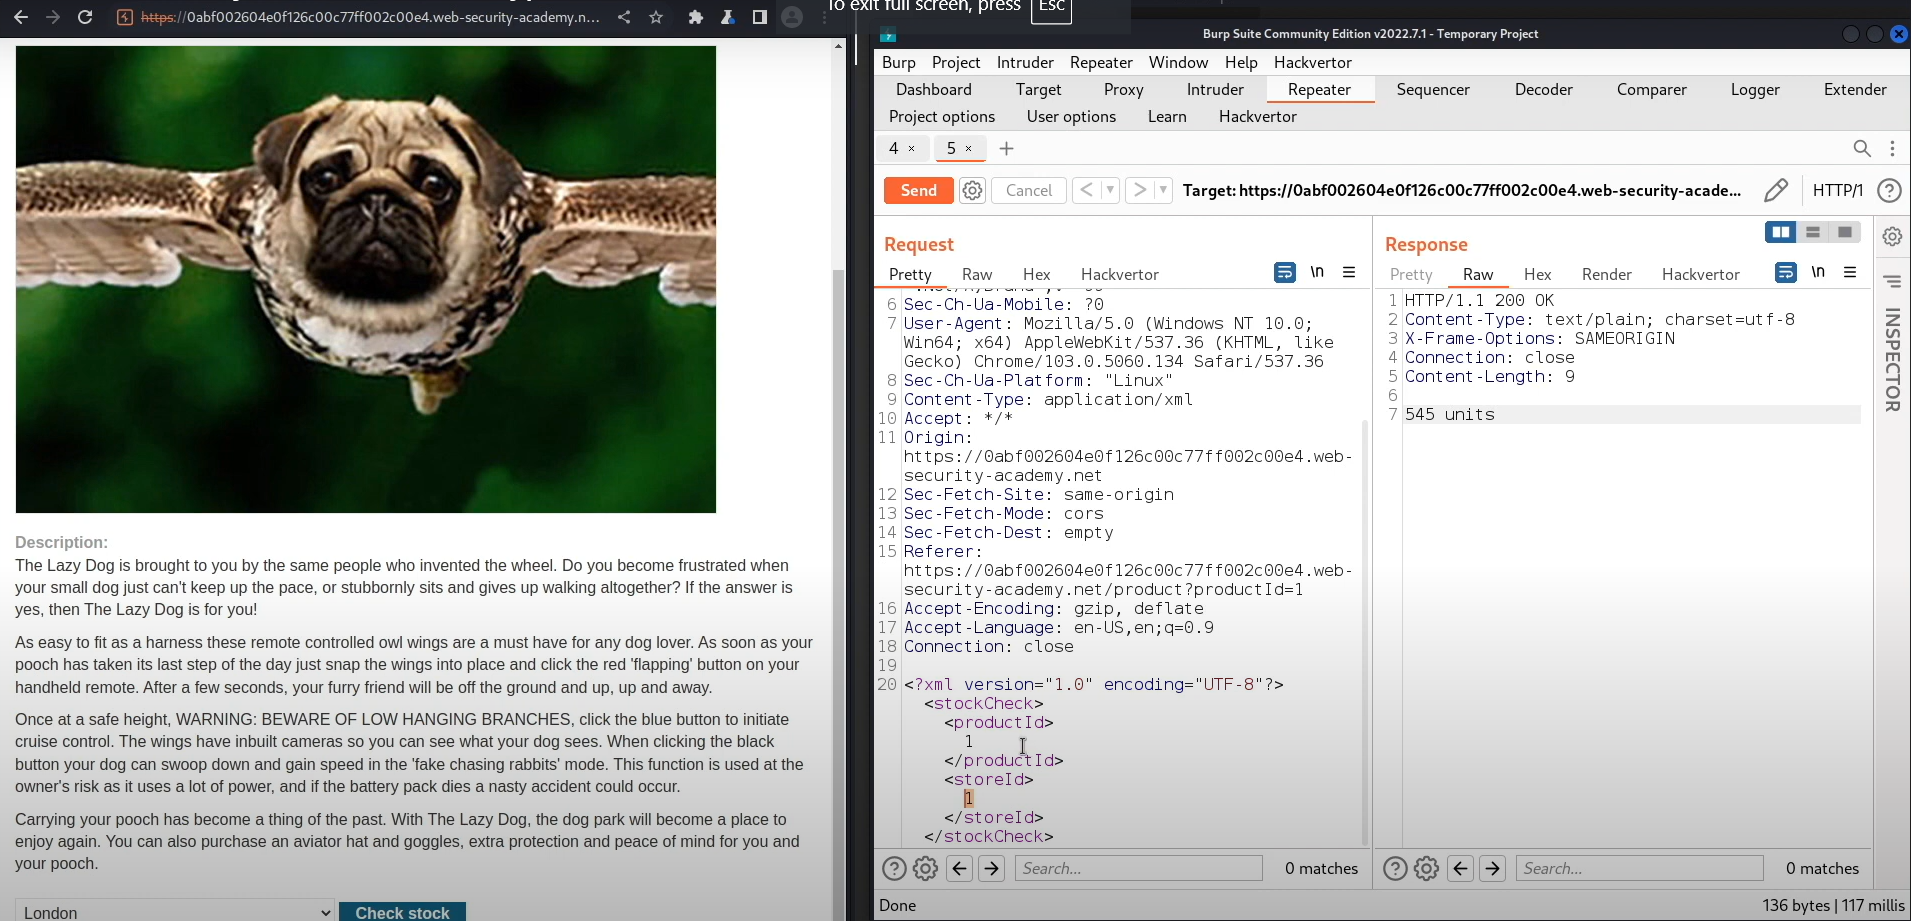 To exit full screen, press Esc
https://0abf002604e0f126c00c77ff002c00e4.web-security-academy.n...
Description:
The Lazy Dog is brought to you by the same people who invented the wheel. Do you become frustrated when
your small dog just can't keep up the pace, or stubbornly sits and gives up walking altogether? If the answer is
yes, then The Lazy Dog is for you!
As easy to fit as a harness these remote controlled owl wings are a must have for any dog lover. As soon as your
pooch has taken its last step of the day just snap the wings into place and click the red 'flapping' button on your
handheld remote. After a few seconds, your furry friend will be off the ground and up, up and away.
Once at a safe height, WARNING: BEWARE OF LOW HANGING BRANCHES, click the blue button to initiate
cruise control. The wings have inbuilt cameras so you can see what your dog sees. When clicking the black
button your dog can swoop down and gain speed in the 'fake chasing rabbits' mode. This function is used at the
owner's risk as it uses a lot of power, and if the battery pack dies a nasty accident could occur.
Carrying your pooch has become a thing of the past. With The Lazy Dog, the dog park will become a place to
enjoy again. You can also purchase an aviator hat and goggles, extra protection and peace of mind for you and
your pooch.
London Check stock
Burp Suite Community Edition v2022.7.1 - Temporary Project
Burp Project Intruder Repeater Window Help Hackvertor
Dashboard Target Proxy Intruder Repeater Sequencer Decoder Comparer Logger Extender
Project options User options Learn Hackvertor
4 × 5 × +
Send Cancel < > Target: https://0abf002604e0f126c00c77ff002c00e4.web-security-acade... HTTP/1 ?
Request
Pretty Raw Hex Hackvertor \n
6 Sec-Ch-Ua-Mobile: ?0
7 User-Agent: Mozilla/5.0 (Windows NT 10.0;
Win64; x64) AppleWebKit/537.36 (KHTML, like
Gecko) Chrome/103.0.5060.134 Safari/537.36
8 Sec-Ch-Ua-Platform: "Linux"
9 Content-Type: application/xml
10 Accept: */*
11 Origin:
https://0abf002604e0f126c00c77ff002c00e4.web-
security-academy.net
12 Sec-Fetch-Site: same-origin
13 Sec-Fetch-Mode: cors
14 Sec-Fetch-Dest: empty
15 Referer:
https://0abf002604e0f126c00c77ff002c00e4.web-
security-academy.net/product?productId=1
16 Accept-Encoding: gzip, deflate
17 Accept-Language: en-US,en;q=0.9
18 Connection: close
19
20 <?xml version="1.0" encoding="UTF-8"?>
<stockCheck>
<productId>
1
</productId>
<storeId>
1
</storeId>
</stockCheck>
Search... 0 matches
Response
Pretty Raw Hex Render Hackvertor \n
1 HTTP/1.1 200 OK
2 Content-Type: text/plain; charset=utf-8
3 X-Frame-Options: SAMEORIGIN
4 Connection: close
5 Content-Length: 9
6
7 545 units
Search... 0 matches
INSPECTOR
Done 136 bytes | 117 millis